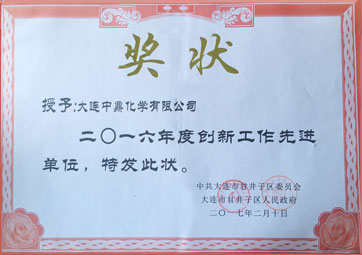 奖状
授予:大连中鼎化学有限公司
二〇一六年度创新工作先进
单位，特发此状。
中共大连市甘井子区委员会
大连市甘井子区人民政府
二〇一七年二月十日